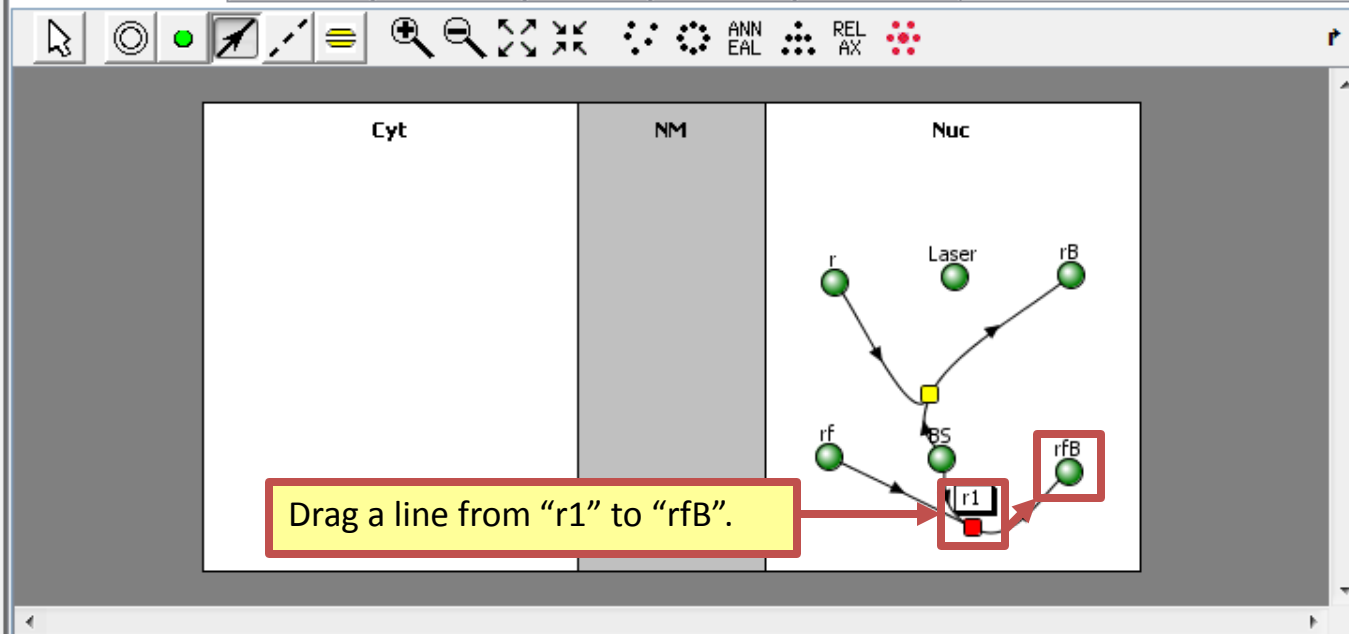 ANN
EAL
REL
AX
Cyt
NM
Nuc
r
Laser
rB
rf
BS
rfB
r1
Drag a line from “r1” to “rfB”.